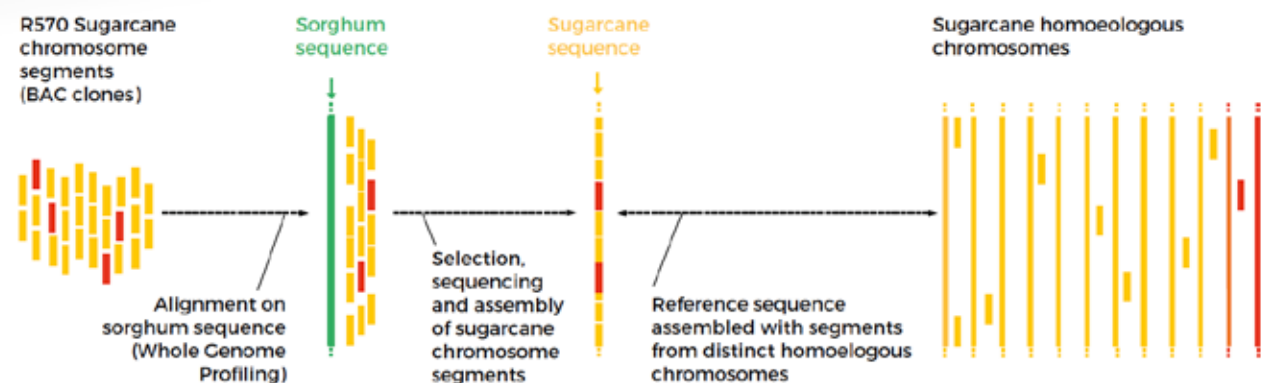 R570 Sugarcane
chromosome
segments
(BAC clones)
Sorghum
sequence
Sugarcane
sequence
Sugarcane homoeologous
chromosomes
Alignment on
sorghum sequence
(Whole Genome
Profiling)
Selection,
sequencing
and assembly
of sugarcane
chromosome
segments
Reference sequence
assembled with segments
from distinct homoelogous
chromosomes